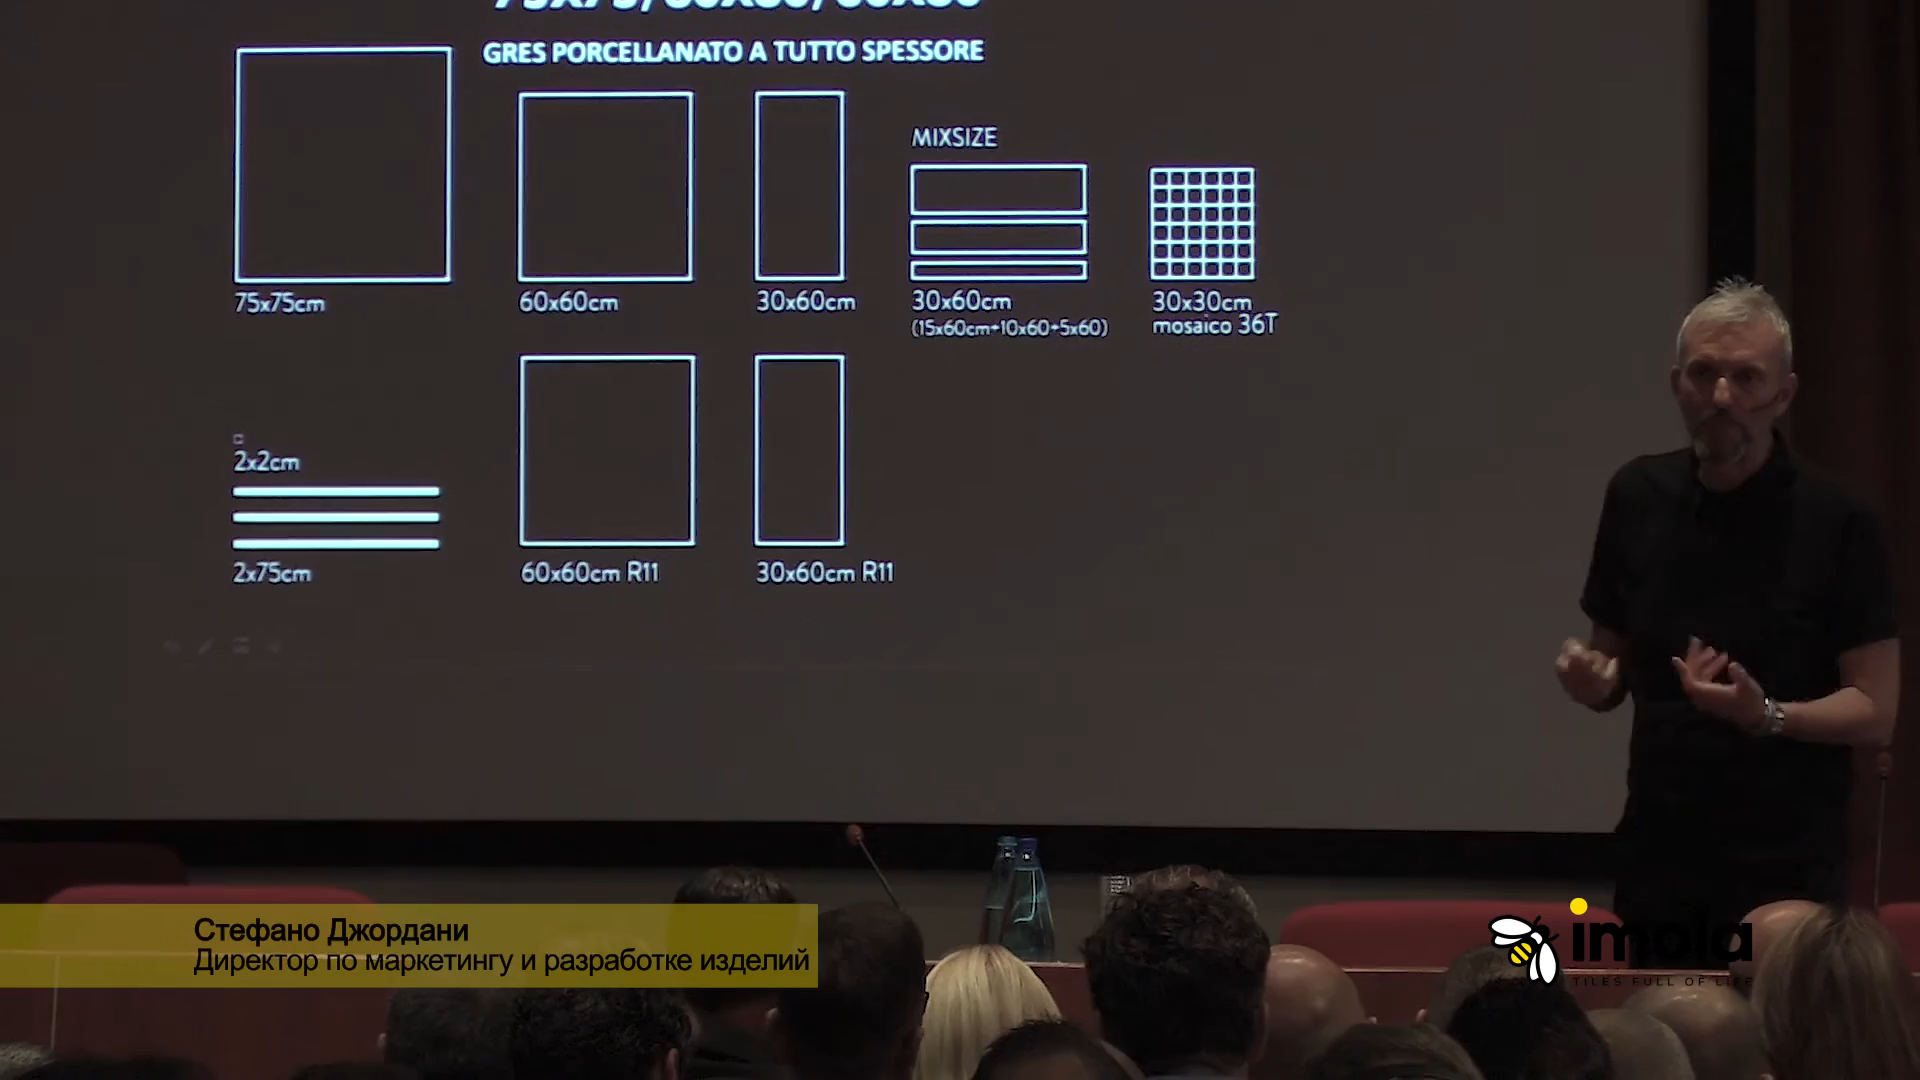 GRES PORCELLANATO A TUTTO SPESSORE
75x75cm
60x60cm
30x60cm
MIXSIZE
30x60cm
(15x60cm+10x60+5x60)
30x30cm
mosaico 36T
2x2cm
2x75cm
60x60cm R11
30x60cm R11
Стефано Джордани
Директор по маркетингу и разработке изделий
imola
TILES FULL OF LIFE